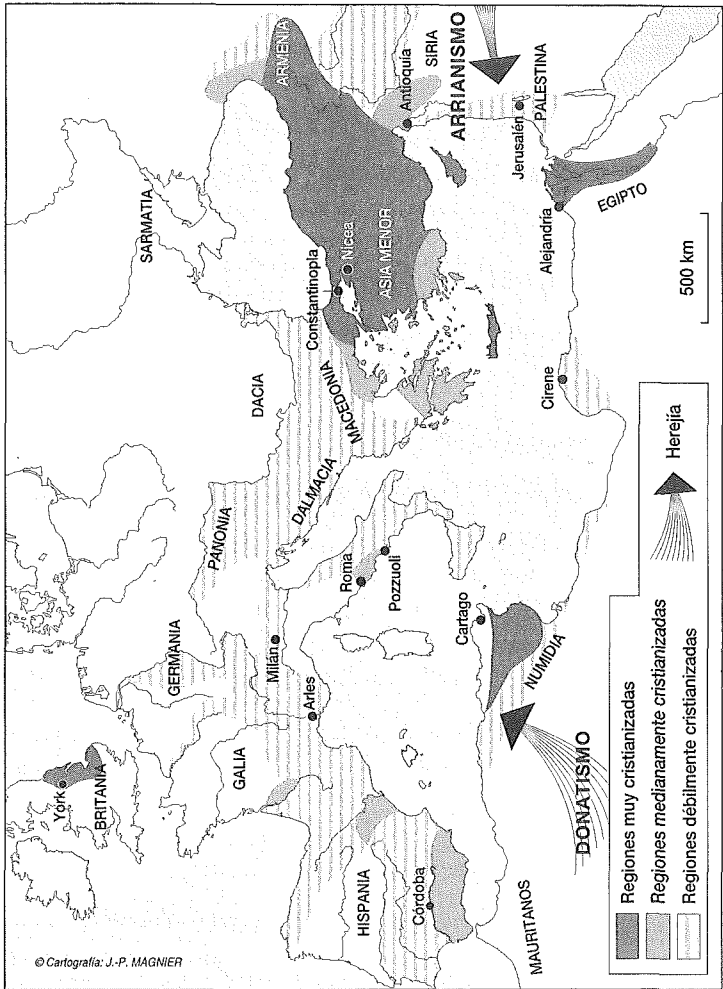 SARMATIA
ARMENIA
DACIA
PANONIA
GERMANIA
York
BRITANIA
GALIA
Milán
Arles
DALMACIA
MACEDONIA
Constantinopla
Nicea
ASIA MENOR
Antioquía
SIRIA
ARRIANISMO
Roma
Pozzuoli
HISPANIA
Córdoba
Cartago
NUMIDIA
DONATISMO
MAURITANOS
Cirene
Alejandría
EGIPTO
Jerusalén
PALESTINA
500 km
Regiones muy cristianizadas
Regiones medianamente cristianizadas
Regiones débilmente cristianizadas
Herejía
© Cartografía: J.-P. MAGNIER